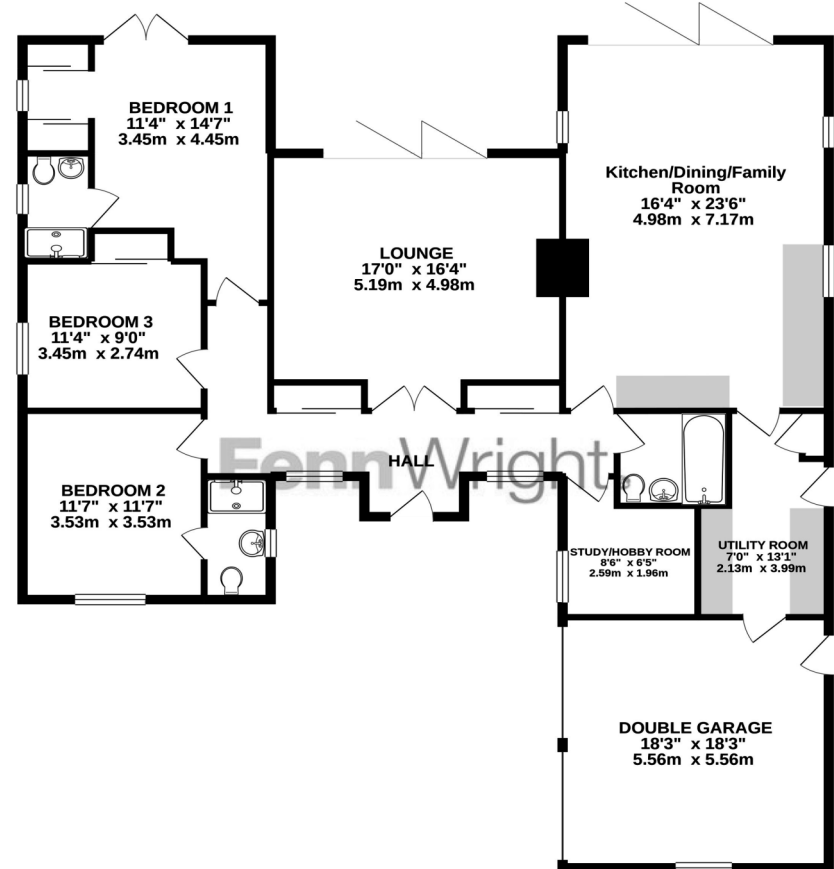 BEDROOM 1
11'4" x 14'7"
3.45m x 4.45m
Kitchen/Dining/Family
Room
16'4" x 23'6"
4.98m x 7.17m
LOUNGE
17'0" x 16'4"
5.19m x 4.98m
BEDROOM 3
11'4" x 9'0"
3.45m x 2.74m
FennWright.
HALL
BEDROOM 2
11'7" x 11'7"
3.53m x 3.53m
STUDY/HOBBY ROOM
8'6" x 6'5"
2.59m x 1.96m
UTILITY ROOM
7'0" x 13'1"
2.13m x 3.99m
DOUBLE GARAGE
18'3" x 18'3"
5.56m x 5.56m